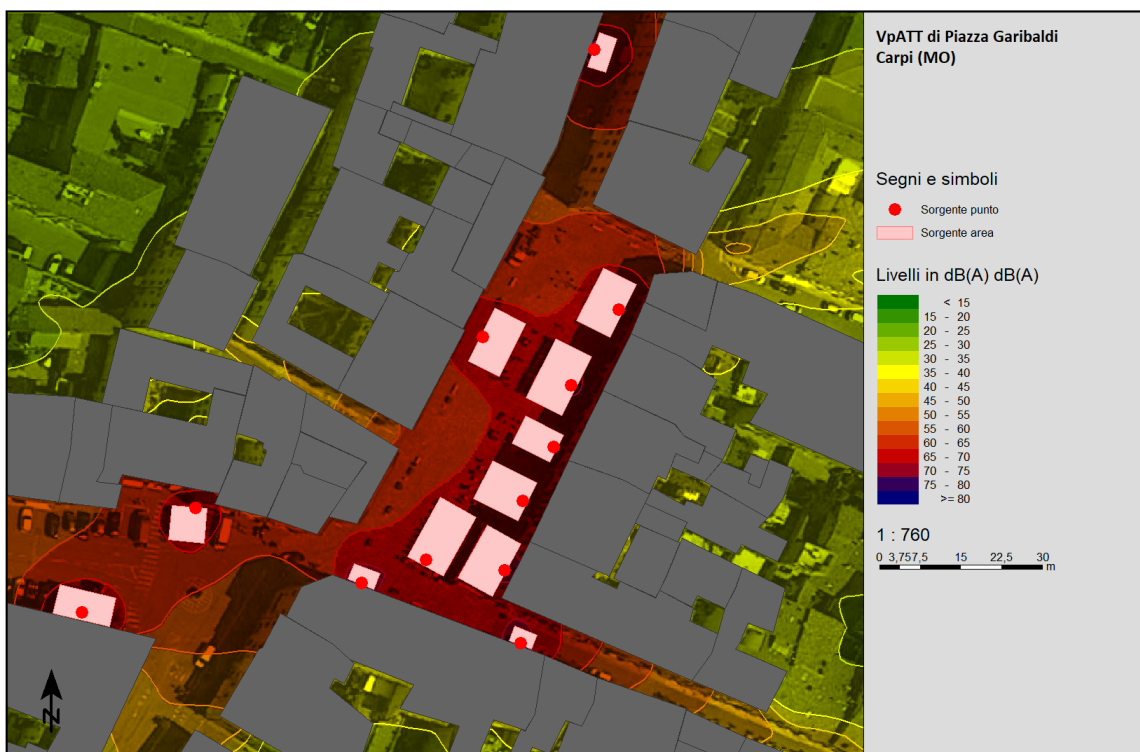 VpATT di Piazza Garibaldi
Carpi (MO)
Segni e simboli
Sorgente punto
Sorgente area
Livelli in dB(A) dB(A)
< 15
15 - 20
20 - 25
25 - 30
30 - 35
35 - 40
40 - 45
45 - 50
50 - 55
55 - 60
60 - 65
65 - 70
70 - 75
75 - 80
>= 80
1 : 760
0 3,757,5 15 22,5 30
m
N